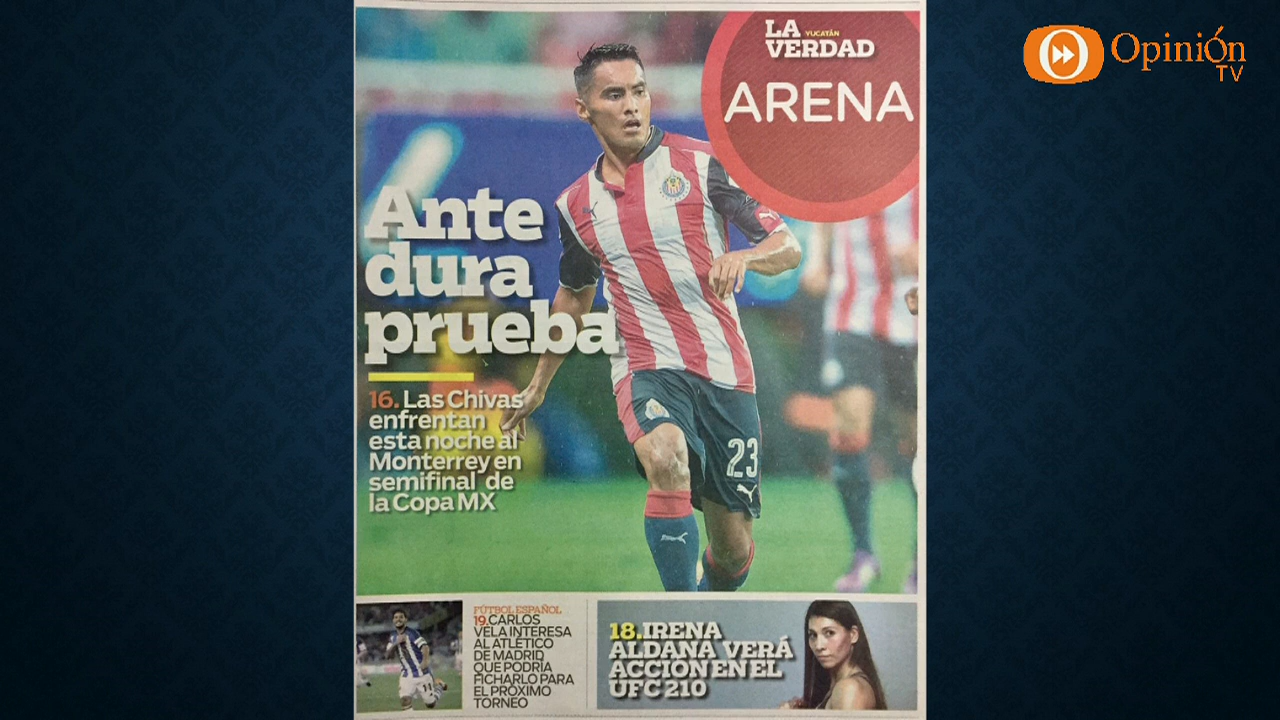 LA YUCATÁN
VERDAD
ARENA
Opinión
TV
Ante
dura
prueba
16. Las Chivas
enfrentan
esta noche al
Monterrey en
semifinal de
la Copa MX
23
FÚTBOL ESPAÑOL
19.CARLOS
VELA INTERESA
AL ATLÉTICO
DE MADRID
QUE PODRÍA
FICHARLO PARA
EL PRÓXIMO
TORNEO
11
18.IRENA
ALDANA VERÁ
ACCIÓN EN EL
UFC 210